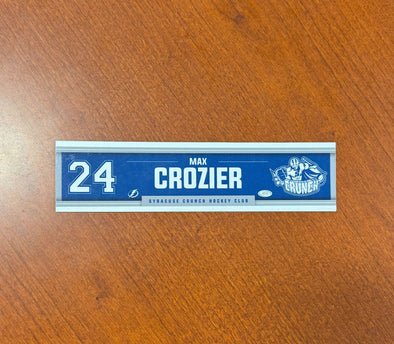 24
MAX
CROZIER
SYRACUSE CRUNCH HOCKEY CLUB
CRUNCH